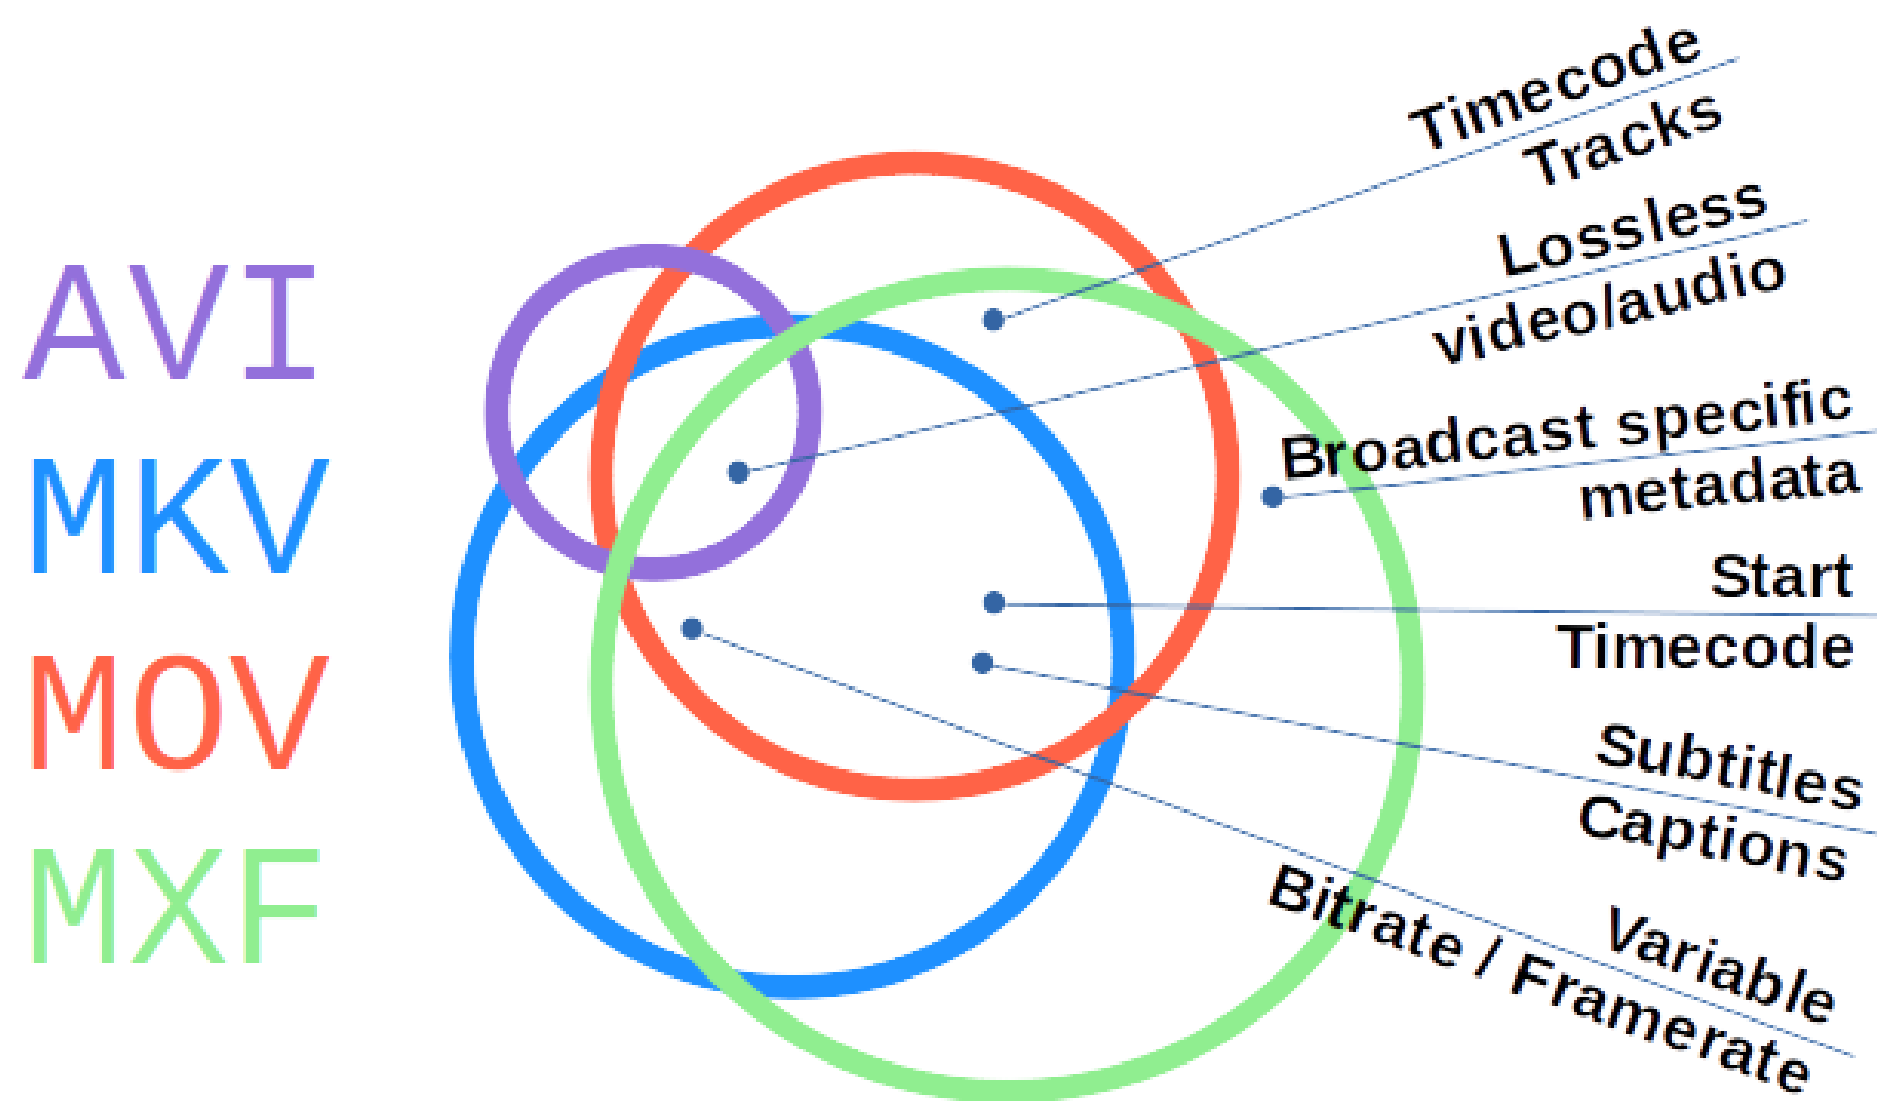 AVI
MKV
MOV
MXF
Timecode
Tracks
Lossless
video/audio
Broadcast specific
metadata
Start
Timecode
Subtitles
Captions
Variable
Bitrate / Framerate